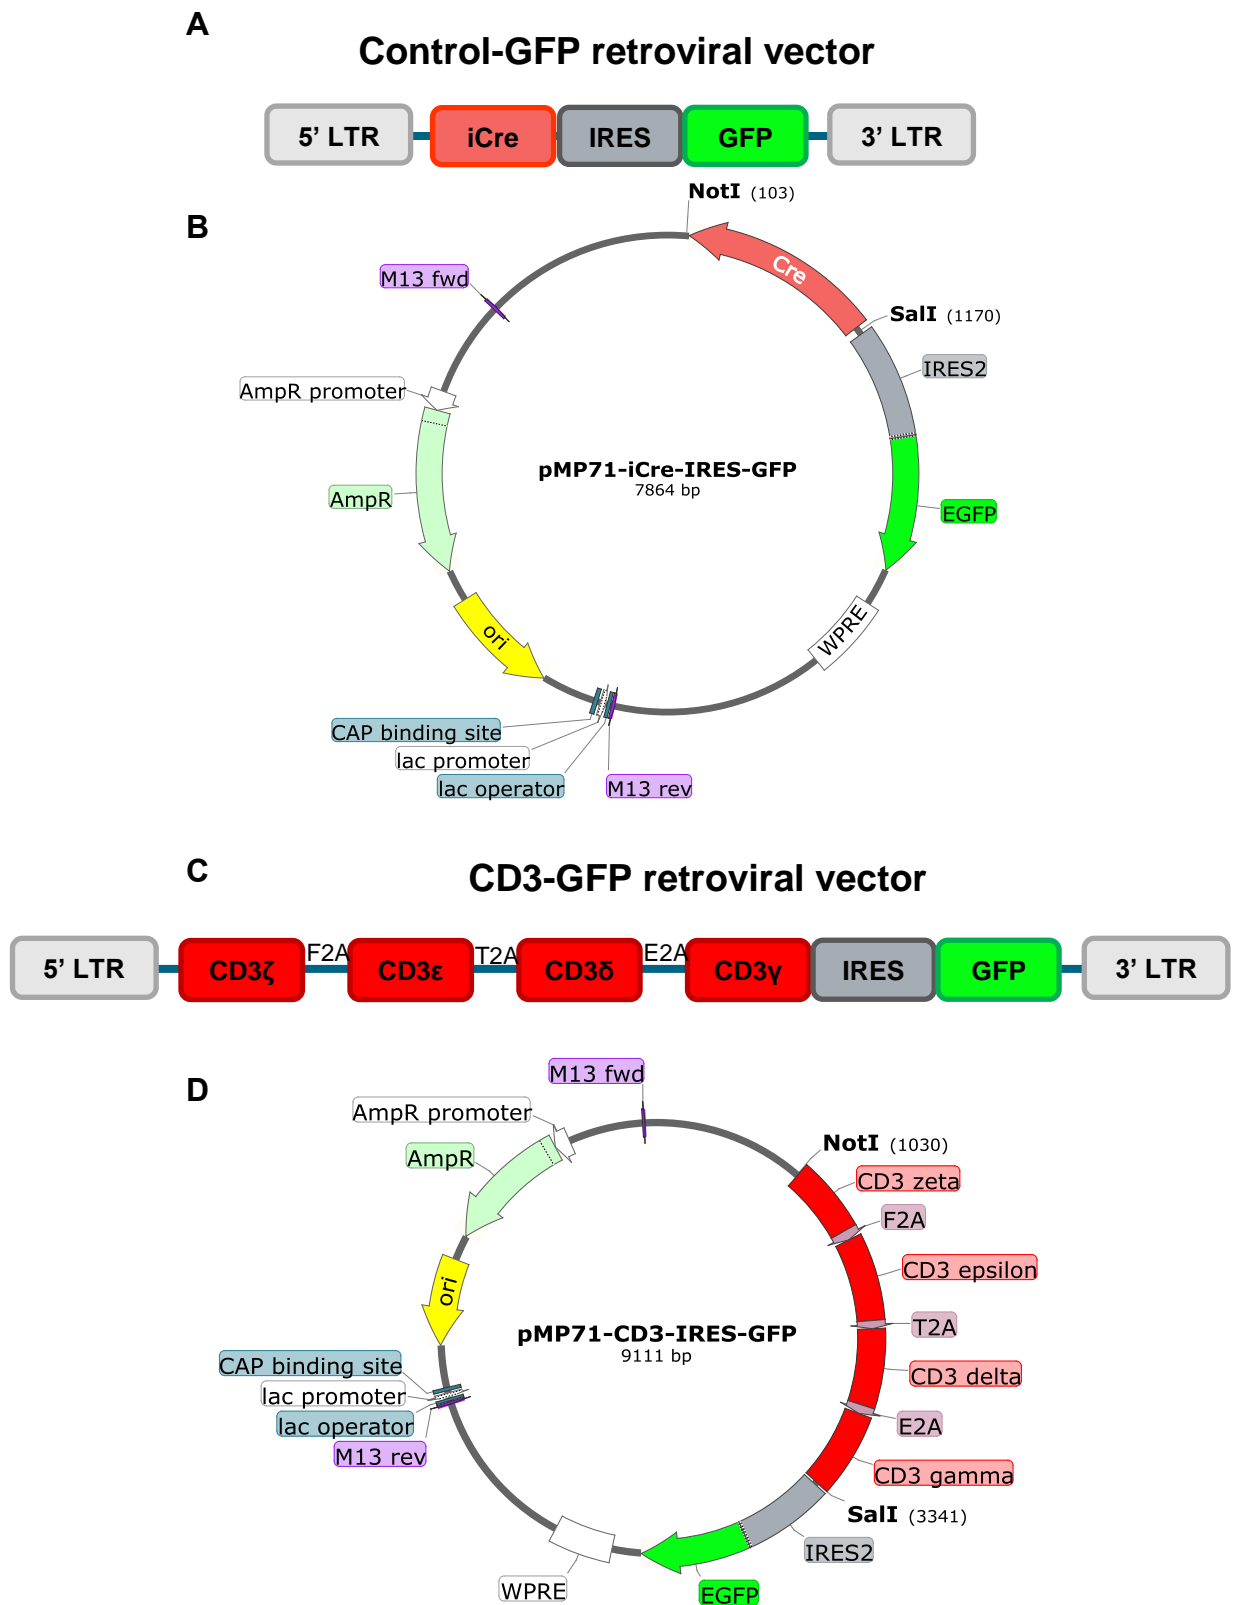 A
Control-GFP retroviral vector
5’ LTR iCre IRES GFP 3’ LTR
B
NotI (103)
Cre
M13 fwd
SalI (1170)
IRES2
AmpR promoter
pMP71-iCre-IRES-GFP
7864 bp
AmpR
EGFP
WPRE
ori
CAP binding site
lac promoter
lac operator
M13 rev
C
CD3-GFP retroviral vector
5’ LTR CD3ζ F2A CD3ε T2A CD3δ E2A CD3γ IRES GFP 3’ LTR
D
M13 fwd
AmpR promoter
NotI (1030)
AmpR
CD3 zeta
F2A
CD3 epsilon
ori
T2A
pMP71-CD3-IRES-GFP
9111 bp
CAP binding site
CD3 delta
lac promoter
lac operator
E2A
M13 rev
CD3 gamma
SalI (3341)
IRES2
WPRE
EGFP